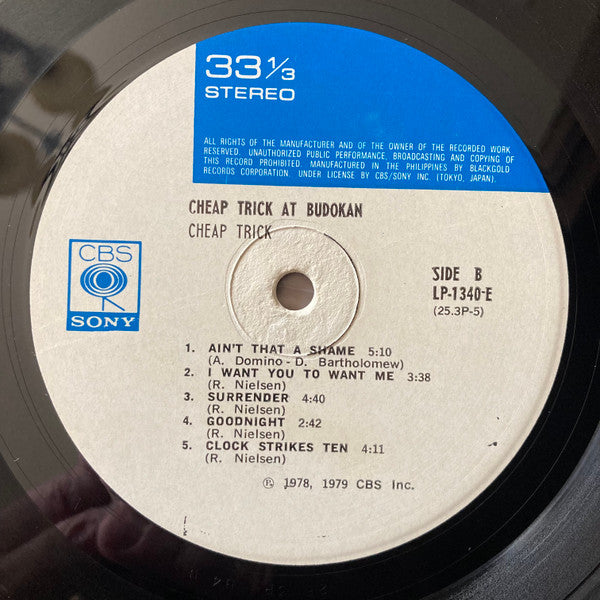 33 1/3
STEREO
ALL RIGHTS OF THE MANUFACTURER AND OF THE OWNER OF THE RECORDED WORK
RESERVED. UNAUTHORIZED PUBLIC PERFORMANCE, BROADCASTING AND COPYING OF
THIS RECORD PROHIBITED. MANUFACTURED IN THE PHILIPPINES BY BLACKGOLD
RECORDS CORPORATION. UNDER LICENSE BY CBS/SONY INC. (TOKYO, JAPAN).
CHEAP TRICK AT BUDOKAN
CHEAP TRICK
CBS
SONY
SIDE B
LP-1340-E
(25.3P-5)
1. AIN'T THAT A SHAME 5:10
(A. Domino - D. Bartholomew)
2. I WANT YOU TO WANT ME 3:38
(R. Nielsen)
3. SURRENDER 4:40
(R. Nielsen)
4. GOODNIGHT 2:42
(R. Nielsen)
5. CLOCK STRIKES TEN 4:11
(R. Nielsen)
℗ 1978, 1979 CBS Inc.